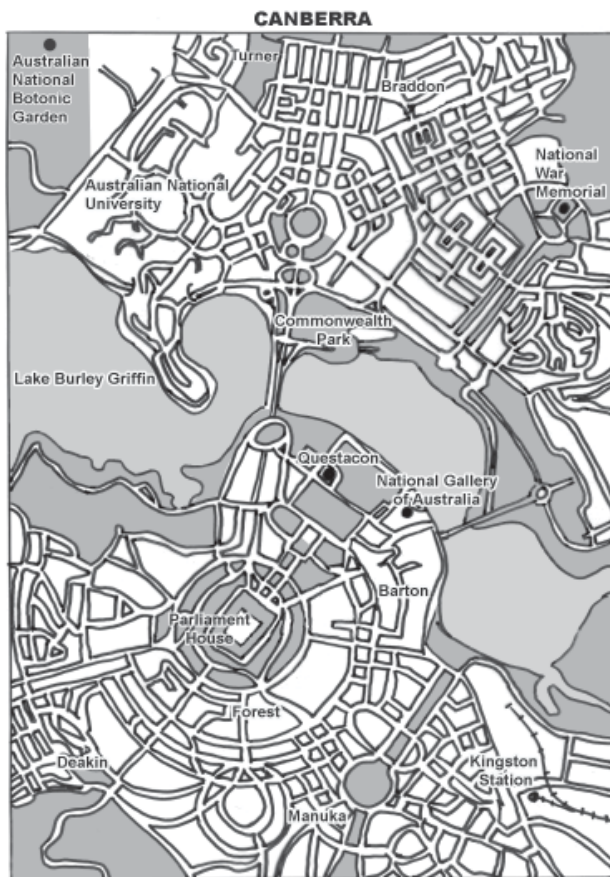 CANBERRA
Australian
National
Botonic
Garden
Turner
Braddon
National
War
Memorial
Australian National
University
Commonwealth
Park
Lake Burley Griffin
Questacon
National Gallery
of Australia
Barton
Parliament
House
Forest
Deakin
Kingston
Station
Manuka